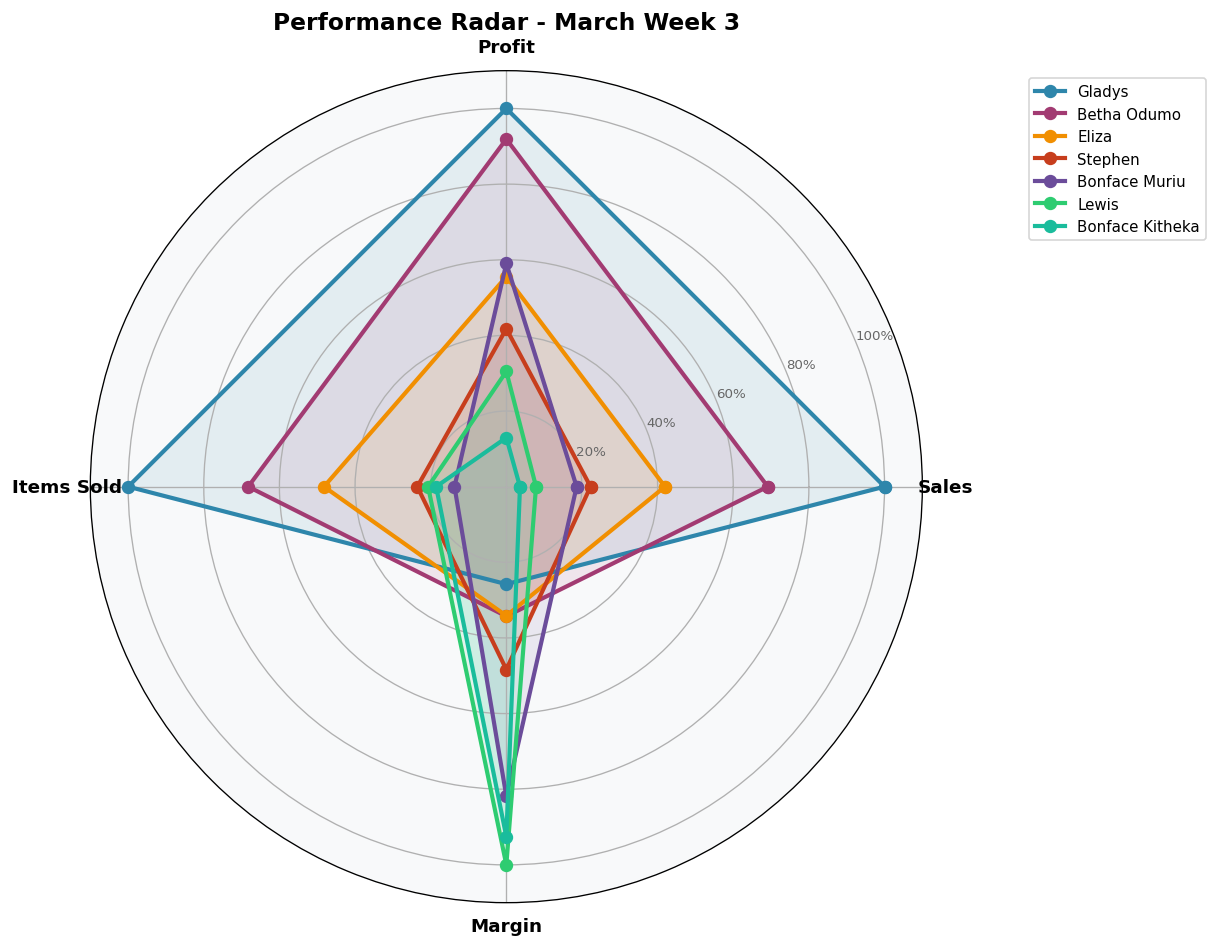 Performance Radar - March Week 3
Profit
Gladys
Betha Odumo
Eliza
Stephen
Bonface Muriu
Lewis
Bonface Kitheka
100%
80%
60%
40%
20%
Items Sold
Sales
Margin